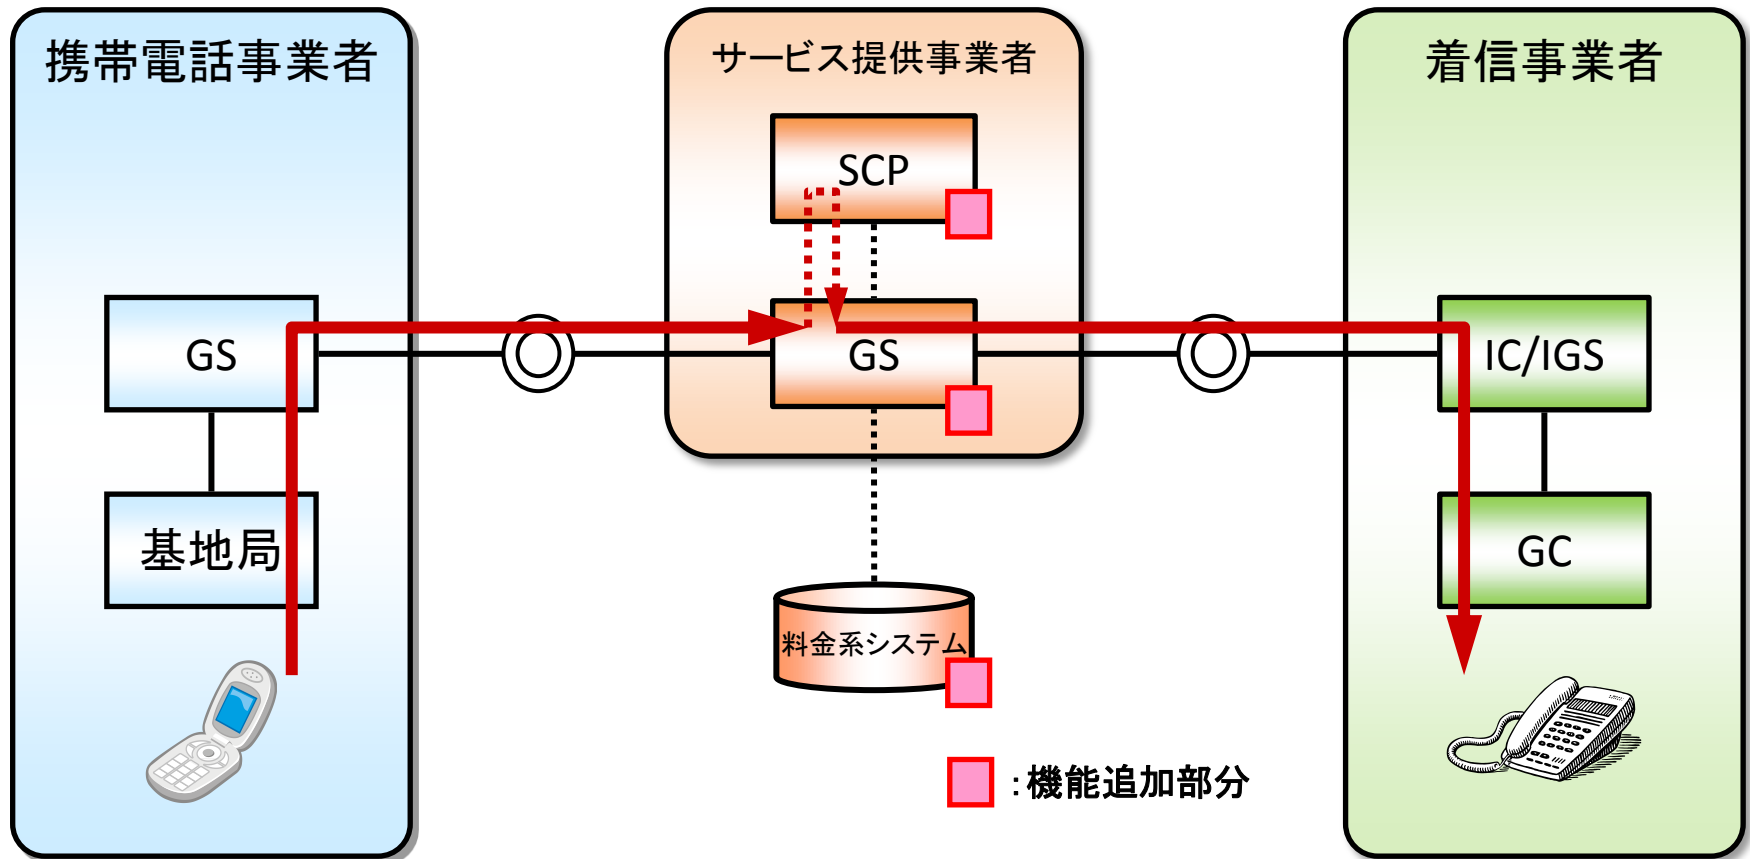 携帯電話事業者
サービス提供事業者
着信事業者
SCP
GS
GS
IC/IGS
基地局
GC
料金系システム
:機能追加部分